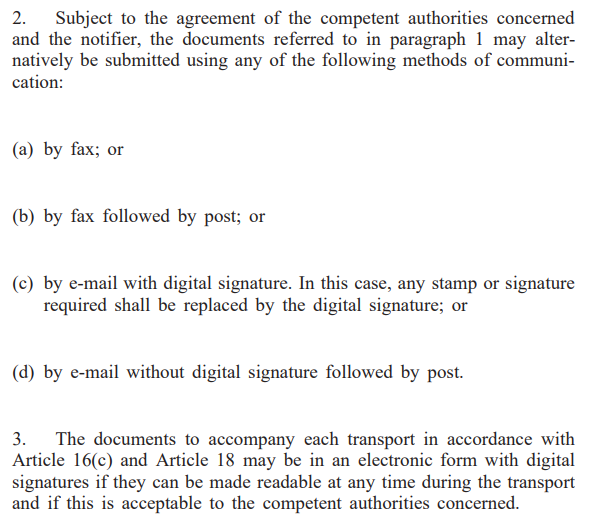 2. Subject to the agreement of the competent authorities concerned
and the notifier, the documents referred to in paragraph 1 may alter-
natively be submitted using any of the following methods of communi-
cation:
(a) by fax; or
(b) by fax followed by post; or
(c) by e-mail with digital signature. In this case, any stamp or signature
required shall be replaced by the digital signature; or
(d) by e-mail without digital signature followed by post.
3. The documents to accompany each transport in accordance with
Article 16(c) and Article 18 may be in an electronic form with digital
signatures if they can be made readable at any time during the transport
and if this is acceptable to the competent authorities concerned.